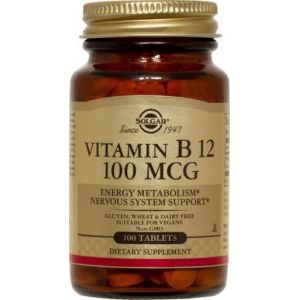 SOLGAR®
Since 1947
VITAMIN B 12
100 MCG
ENERGY METABOLISM*
NERVOUS SYSTEM SUPPORT*
GLUTEN, WHEAT & DAIRY FREE
SUITABLE FOR VEGANS
Non-GMO
100 TABLETS
DIETARY SUPPLEMENT